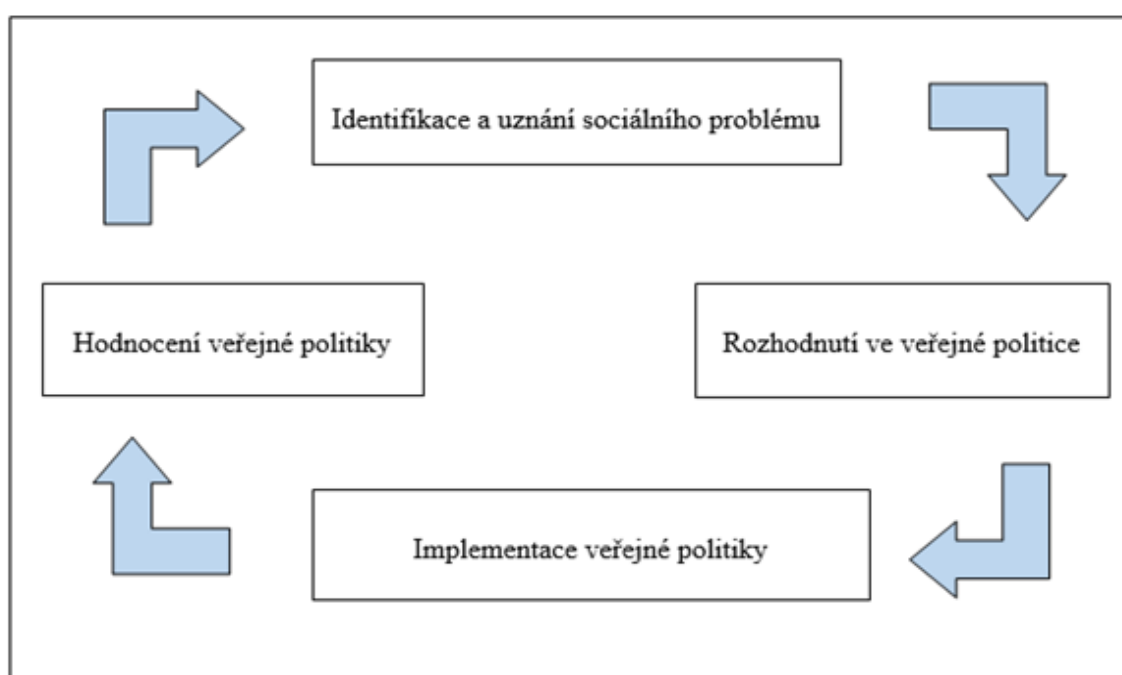 Identifikace a uznání sociálního problému
Hodnocení veřejné politiky
Rozhodnutí ve veřejné politice
Implementace veřejné politiky